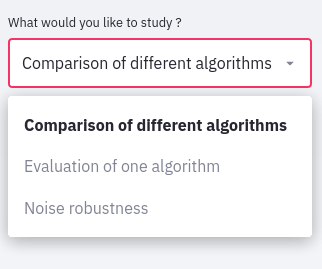 What would you like to study ?
Comparison of different algorithms
Comparison of different algorithms
Evaluation of one algorithm
Noise robustness